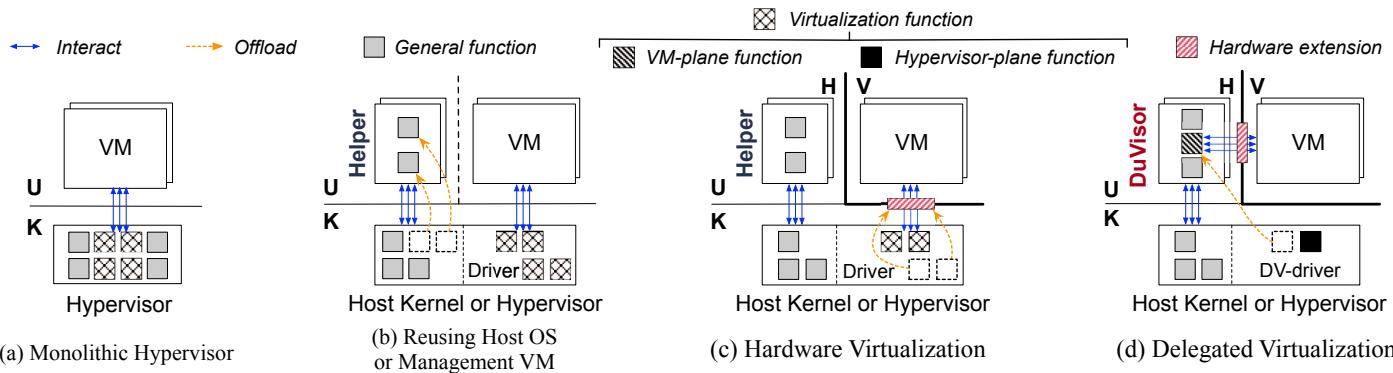 Virtualization function
Interact
Offload
General function
VM-plane function
Hypervisor-plane function
Hardware extension
VM
U
K
Hypervisor
(a) Monolithic Hypervisor
Helper
VM
U
K
Driver
Host Kernel or Hypervisor
(b) Reusing Host OS
or Management VM
H V
Helper
VM
U
K
Driver
Host Kernel or Hypervisor
(c) Hardware Virtualization
H V
DuVisor
VM
U
K
DV-driver
Host Kernel or Hypervisor
(d) Delegated Virtualization